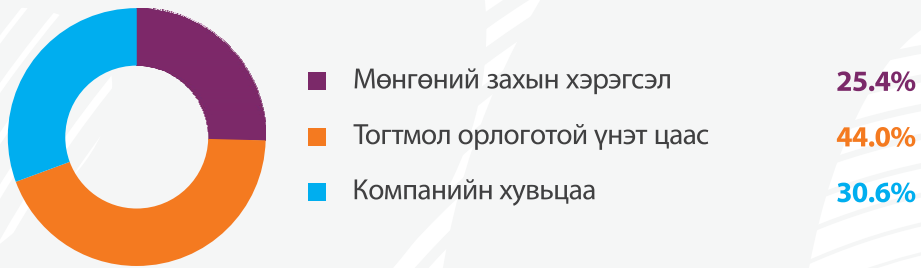 Мөнгөний захын хэрэгсэл 25.4%
Тогтмол орлоготой үнэт цаас 44.0%
Компанийн хувьцаа 30.6%